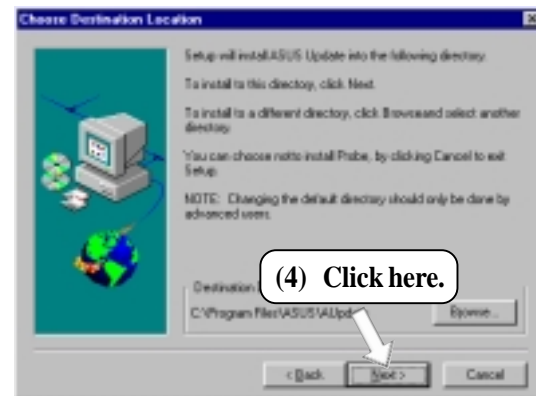 Choose Destination Location
Setup will install ASUS Update into the following directory.
To install to this directory, click Next.
To install to a different directory, click Browse and select another
directory.
You can choose not to install Probe, by clicking Cancel to exit
Setup.
NOTE: Changing the default directory should only be done by
advanced users.
(4) Click here.
Destination
C:\Program Files\ASUS\AUpd
Browse...
< Back
Next >
Cancel